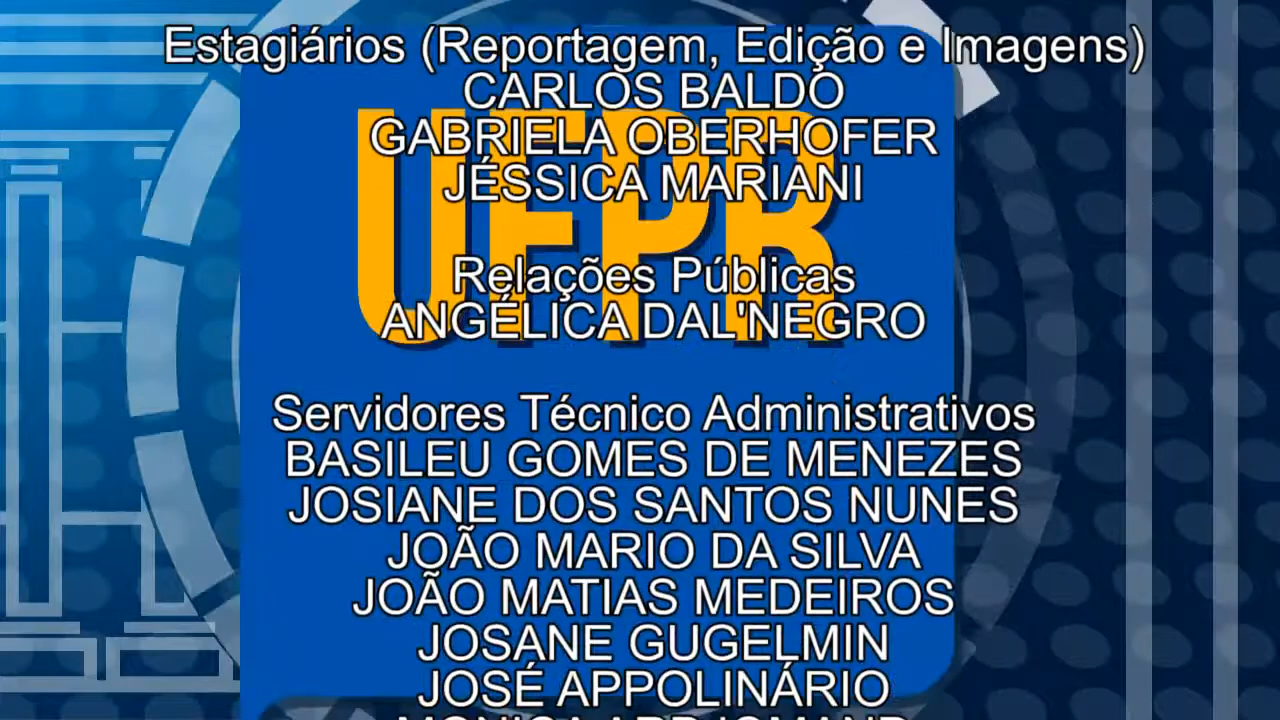 Estagiários (Reportagem, Edição e Imagens)
CARLOS BALDO
GABRIELA OBERHOFER
JÉSSICA MARIANI
UFPR
Relações Públicas
ANGÉLICA DAL'NEGRO
Servidores Técnico Administrativos
BASILEU GOMES DE MENEZES
JOSIANE DOS SANTOS NUNES
JOÃO MARIO DA SILVA
JOÃO MATIAS MEDEIROS
JOSANE GUGELMIN
JOSÉ APPOLINÁRIO